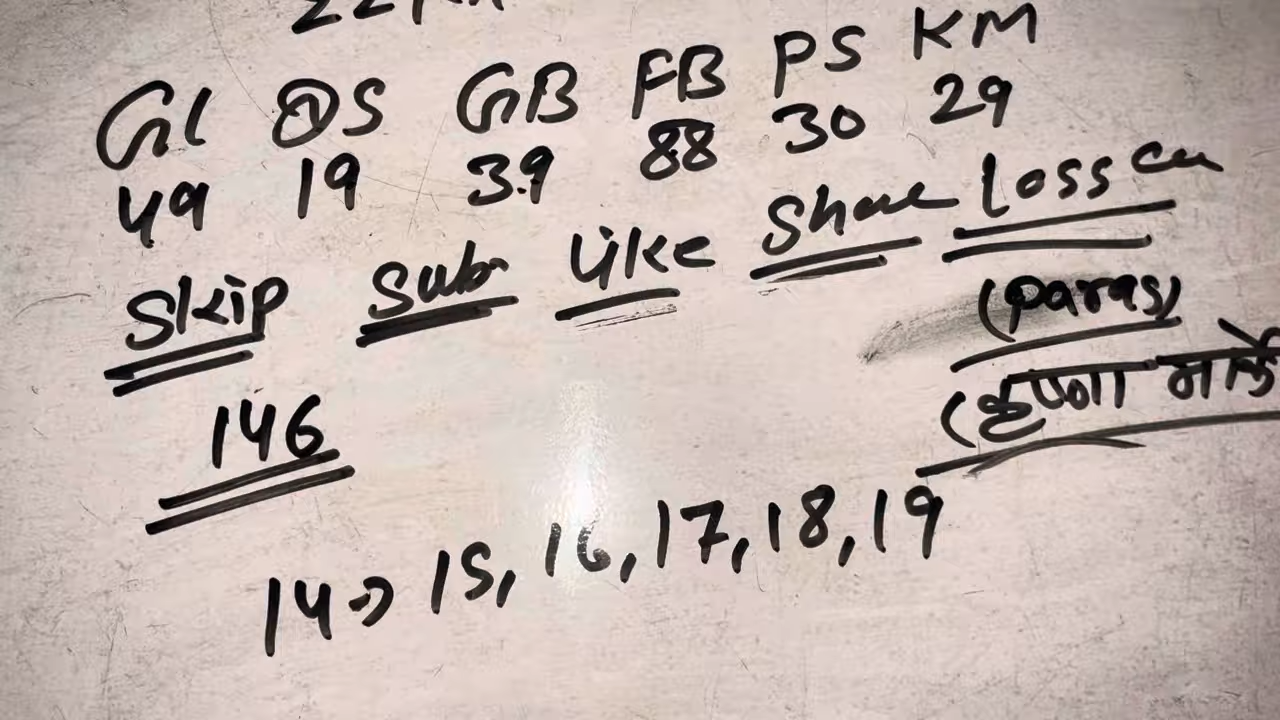 GL DS GB FB PS KM
49 19 39 88 30 29
Skip Sub Like Share Loss
(Paras)
(कृष्णा मार्के
146
14→ 15, 16, 17, 18, 19